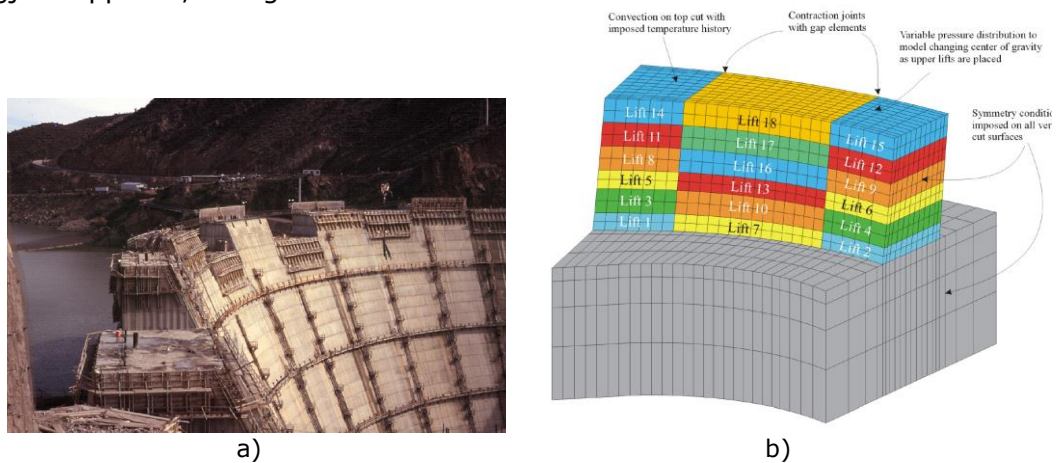 Convection on top cut with
imposed temperature history
Contraction joints
with gap elements
Variable pressure distribution to
model changing center of gravity
as upper lifts are placed
Symmetry conditio
imposed on all ver
cut surfaces
Lift 14
Lift 18
Lift 15
Lift 11
Lift 17
Lift 12
Lift 8
Lift 16
Lift 9
Lift 5
Lift 13
Lift 6
Lift 3
Lift 10
Lift 4
Lift 1
Lift 7
Lift 2
a)
b)